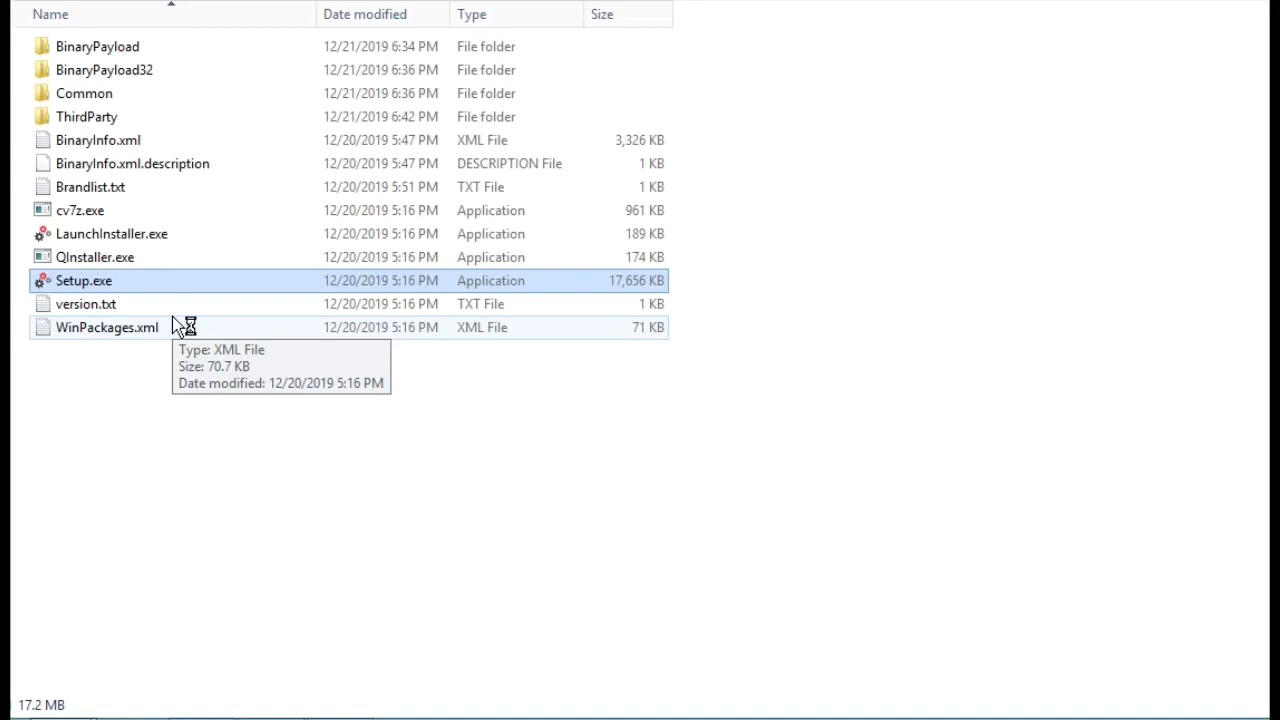 Name Date modified Type Size
BinaryPayload 12/21/2019 6:34 PM File folder
BinaryPayload32 12/21/2019 6:36 PM File folder
Common 12/21/2019 6:36 PM File folder
ThirdParty 12/21/2019 6:42 PM File folder
BinaryInfo.xml 12/20/2019 5:47 PM XML File 3,326 KB
BinaryInfo.xml.description 12/20/2019 5:47 PM DESCRIPTION File 1 KB
Brandlist.txt 12/20/2019 5:51 PM TXT File 1 KB
cv7z.exe 12/20/2019 5:16 PM Application 961 KB
LaunchInstaller.exe 12/20/2019 5:16 PM Application 189 KB
QInstaller.exe 12/20/2019 5:16 PM Application 174 KB
Setup.exe 12/20/2019 5:16 PM Application 17,656 KB
version.txt 12/20/2019 5:16 PM TXT File 1 KB
WinPackages.xml 12/20/2019 5:16 PM XML File 71 KB
Type: XML File
Size: 70.7 KB
Date modified: 12/20/2019 5:16 PM
17.2 MB